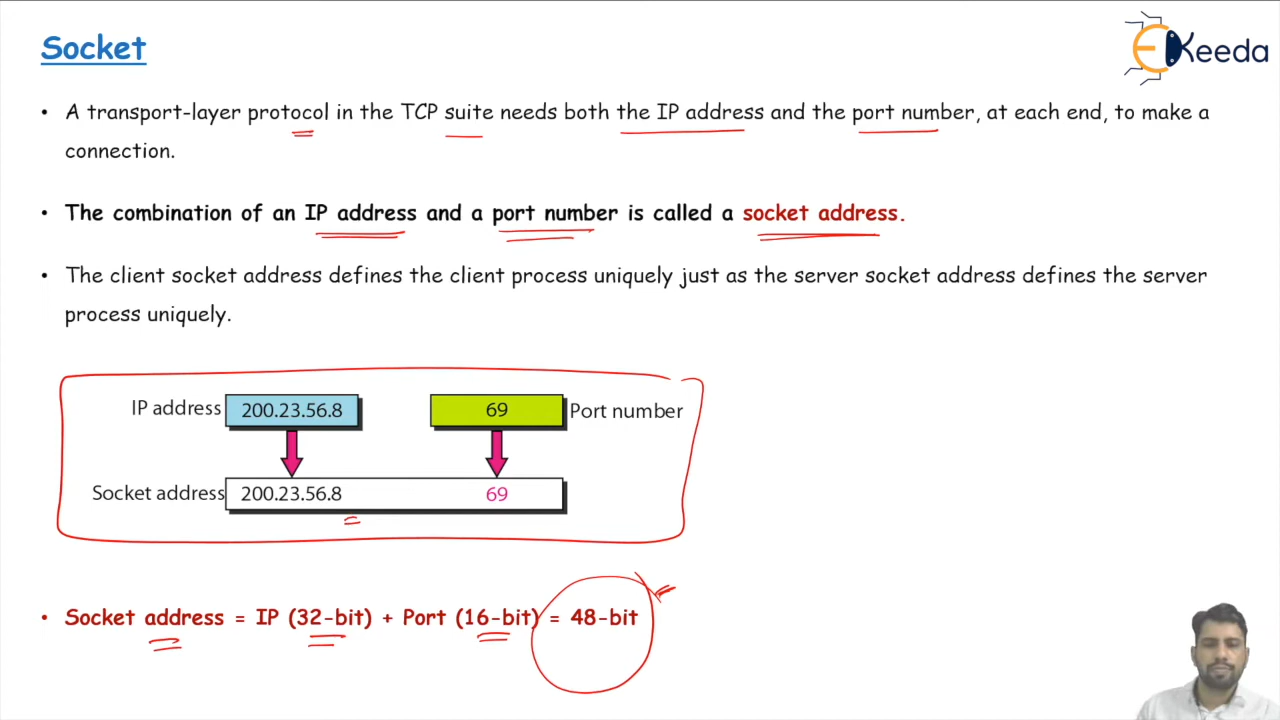 Socket
EKeeda
• A transport-layer protocol in the TCP suite needs both the IP address and the port number, at each end, to make a
connection.
• The combination of an IP address and a port number is called a socket address.
• The client socket address defines the client process uniquely just as the server socket address defines the server
process uniquely.
IP address 200.23.56.8 69 Port number
Socket address 200.23.56.8 69
• Socket address = IP (32-bit) + Port (16-bit) = 48-bit